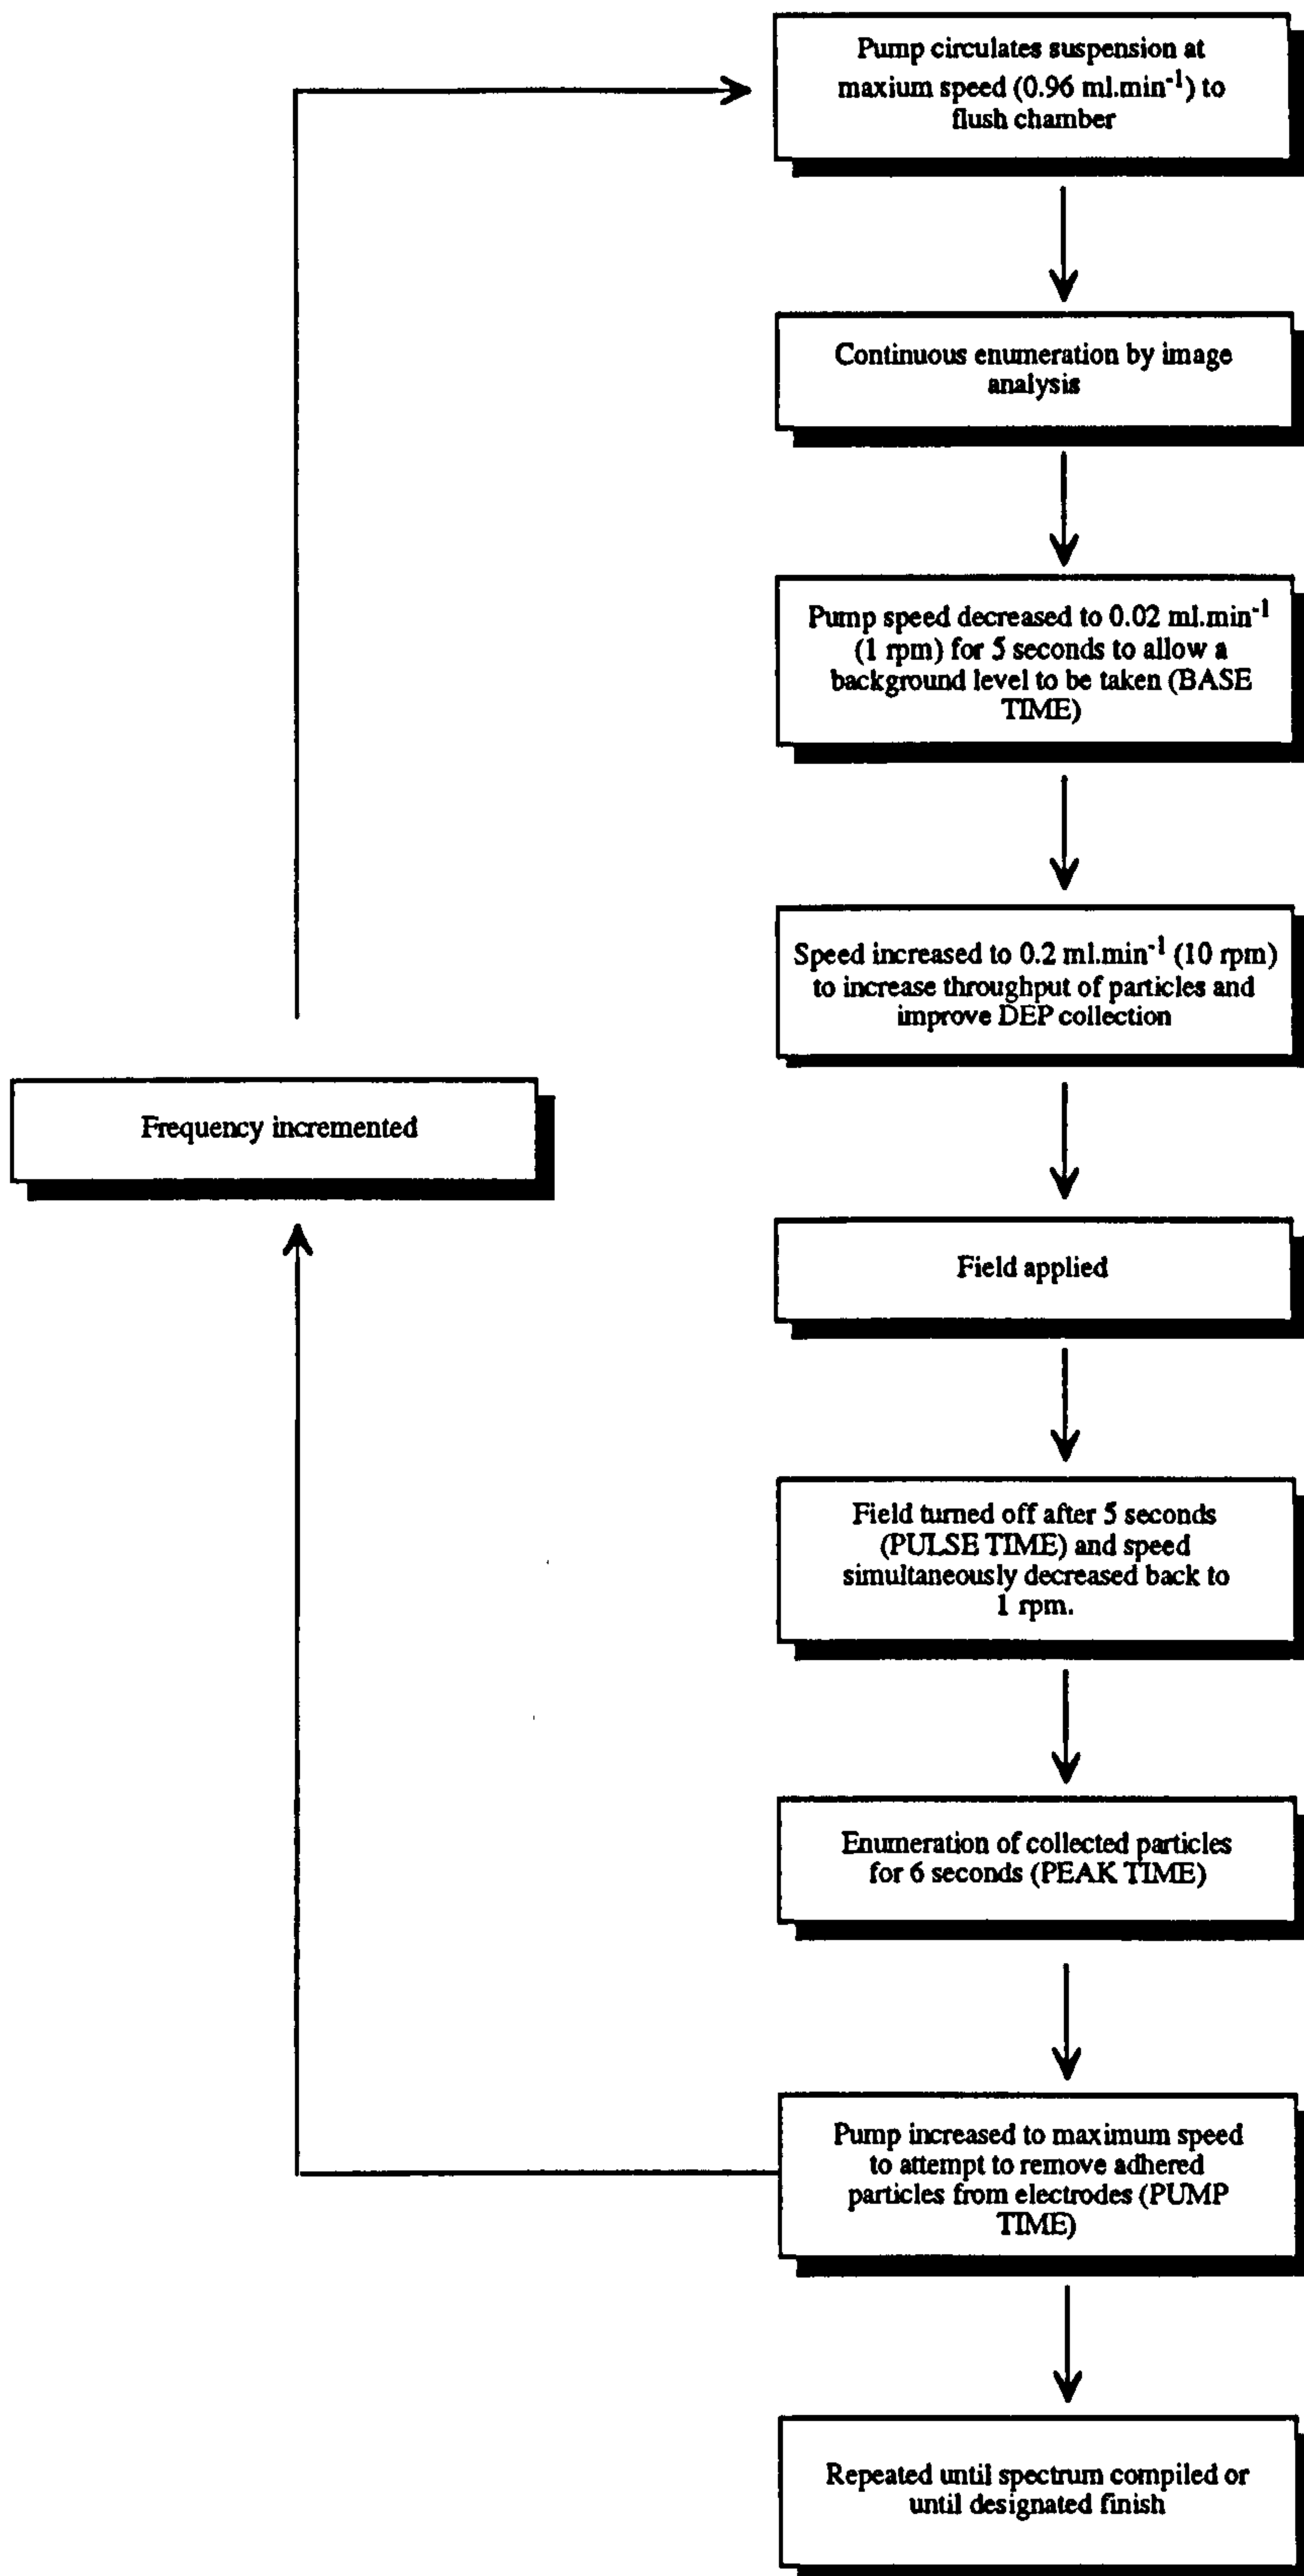 Pump circulates suspension at
maxium speed (0.96 ml.min⁻¹) to
flush chamber
Continuous enumeration by image
analysis
Pump speed decreased to 0.02 ml.min⁻¹
(1 rpm) for 5 seconds to allow a
background level to be taken (BASE
TIME)
Speed increased to 0.2 ml.min⁻¹ (10 rpm)
to increase throughput of particles and
improve DEP collection
Frequency incremented
Field applied
Field turned off after 5 seconds
(PULSE TIME) and speed
simultaneously decreased back to
1 rpm.
Enumeration of collected particles
for 6 seconds (PEAK TIME)
Pump increased to maximum speed
to attempt to remove adhered
particles from electrodes (PUMP
TIME)
Repeated until spectrum compiled or
until designated finish